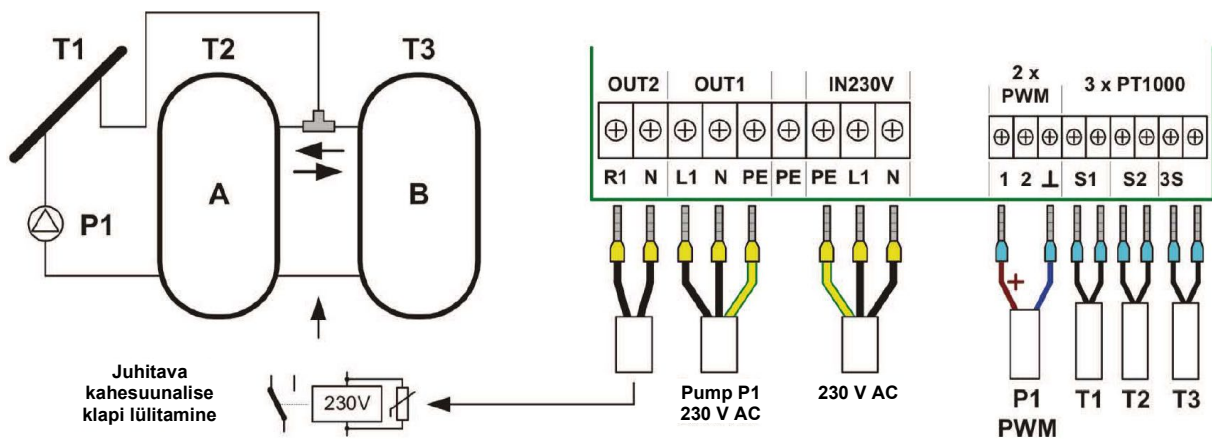 T1
T2
T3
A
B
P1
Juhitava
kahesuunalise
klapi lülitamine
230V
OUT2 OUT1 IN230V
R1 N L1 N PE PE PE L1 N
Pump P1
230 V AC
230 V AC
2 x
PWM
3 x PT1000
1 2 ⊥ S1 S2 3S
+
P1
PWM
T1
T2
T3